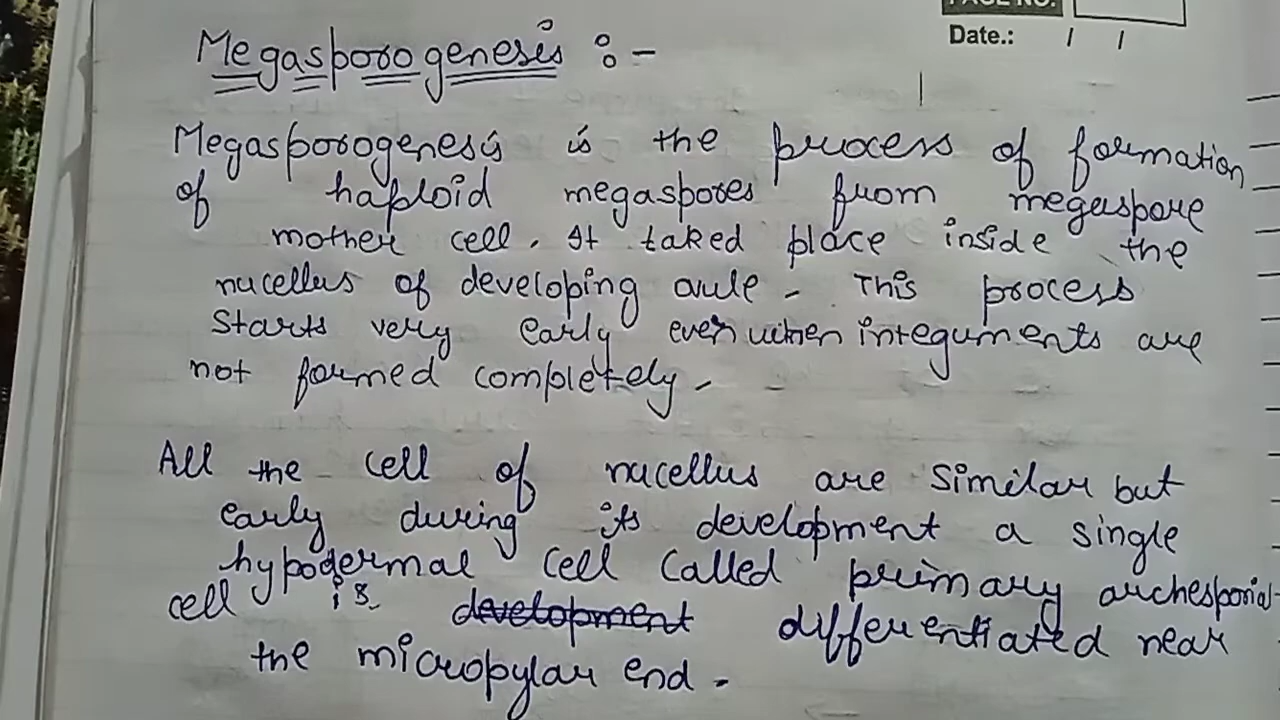 PAGE NO.
Date.: / /
Megasporogenesis :-
Megasporogenesis is the process of formation
of haploid megaspores from megaspore
mother cell. It taked place inside the
nucellus of developing ovule. This process
starts very early even when integuments are
not formed completely.
All the cell of nucellus are similar but
early during its development a single
hypodermal cell called primary archesporial
cell is development differentiated near
the micropylar end.